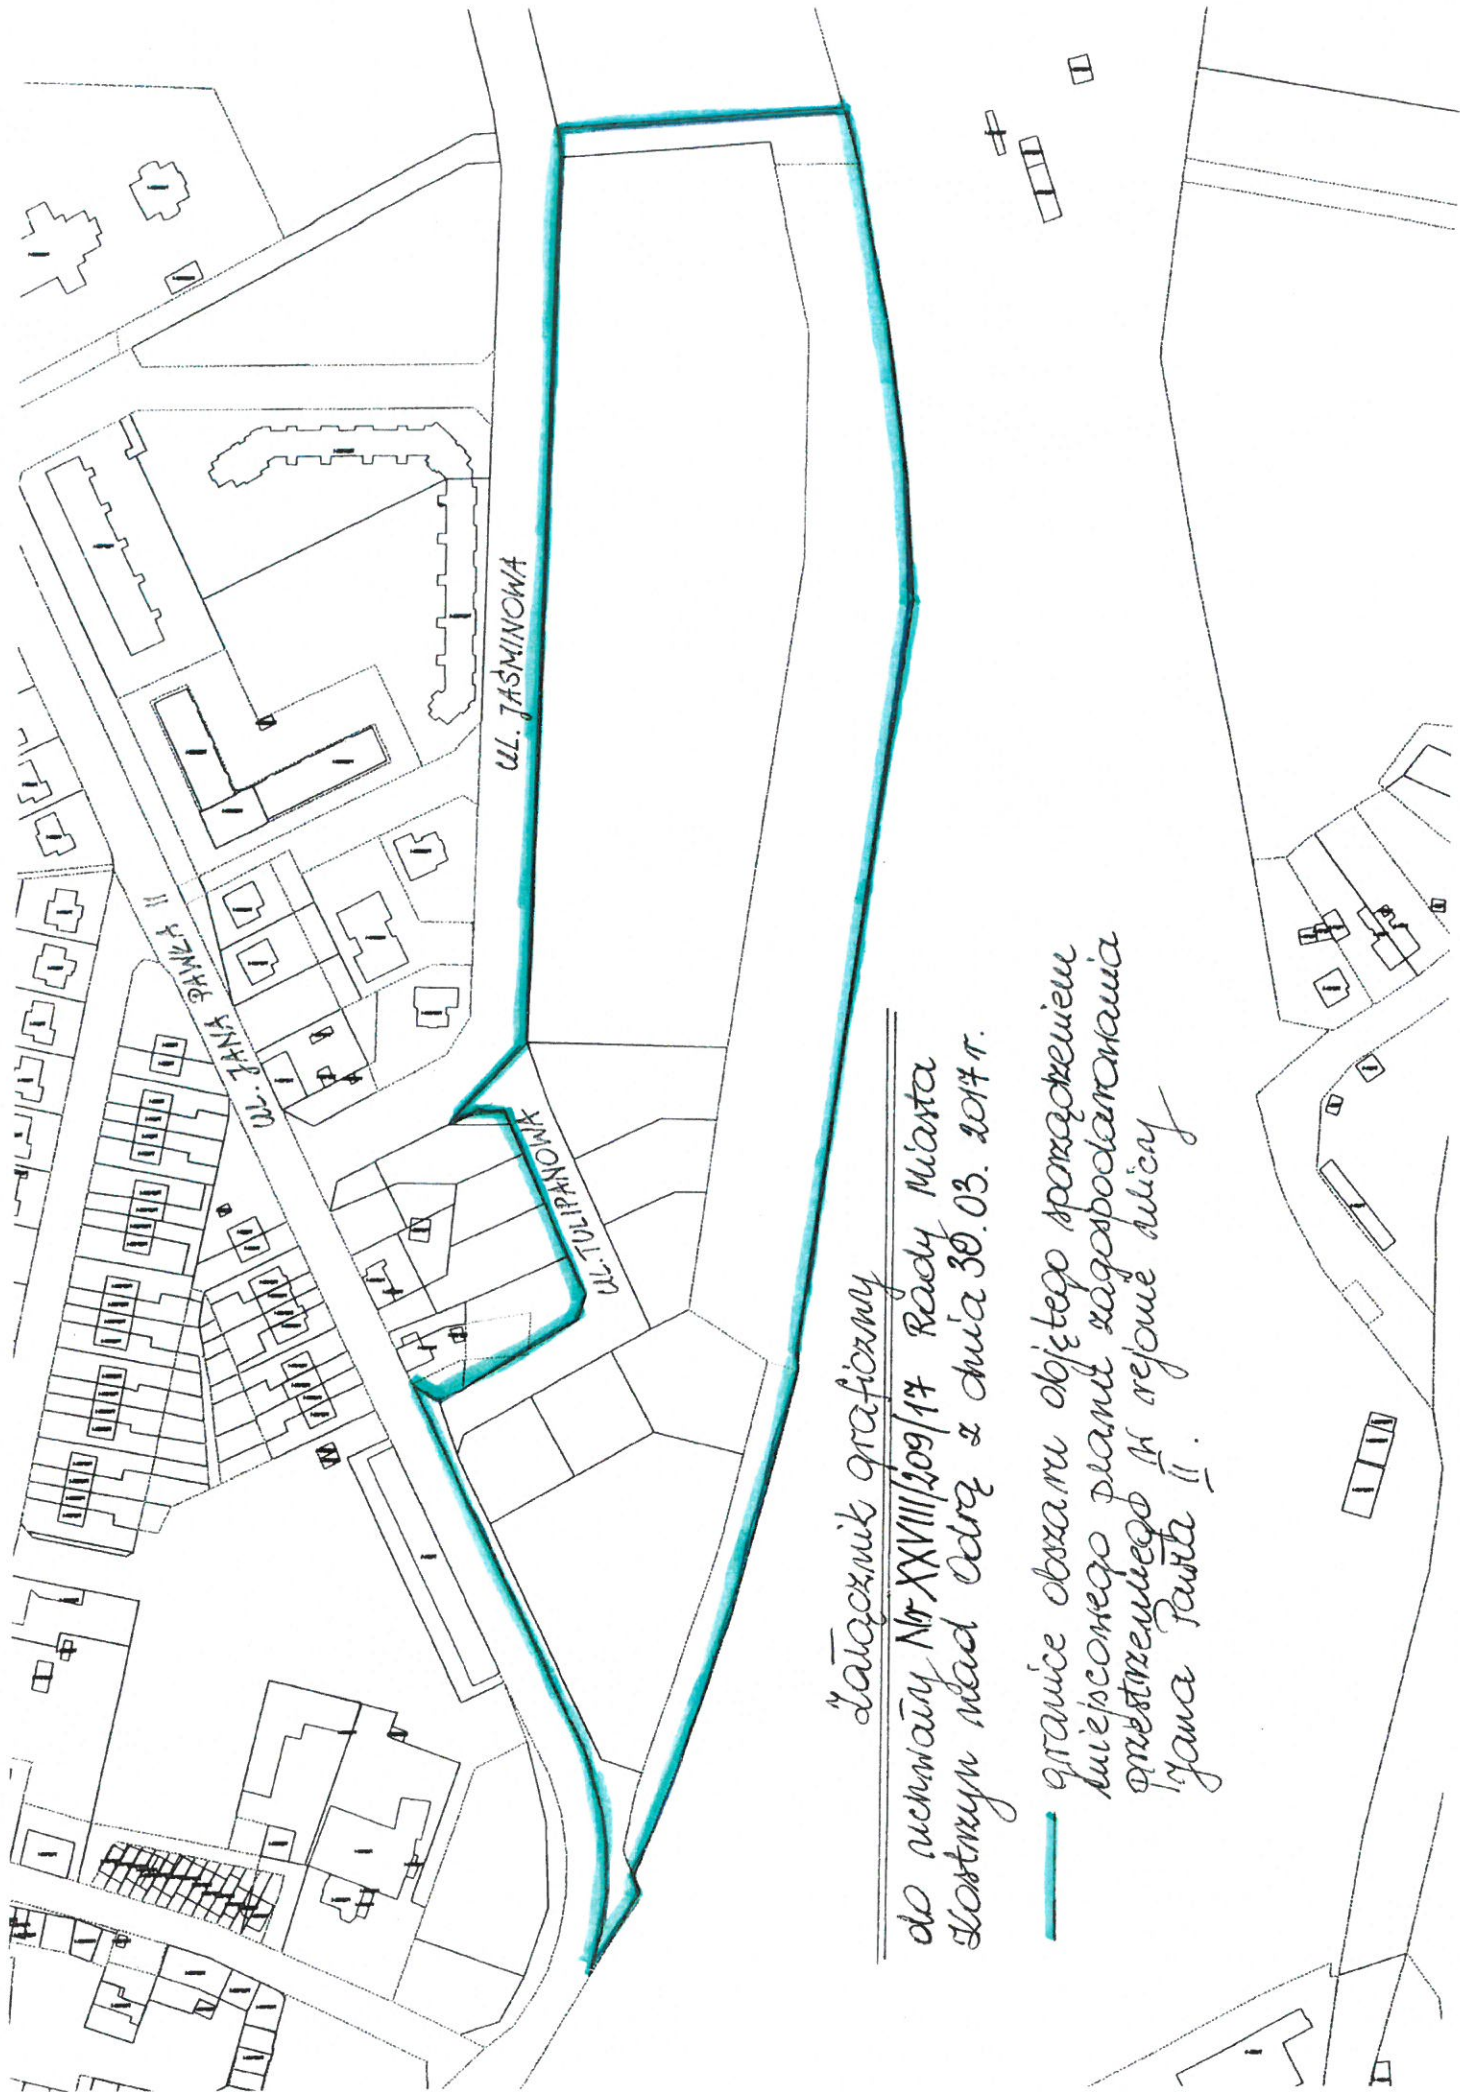 UL. JANA PAWŁA II
UL. JAŚMINOWA
UL. TULIPANOWA
Załącznik graficzny
do uchwały Nr XXVIII/209/17 Rady Miasta
Kostrzyn nad Odrą z dnia 30.03. 2017 r.
granice obszaru objętego sporządzeniem
miejscowego planu zagospodarowania
przestrzennego w rejonie ulicy
Jana Pawła II.